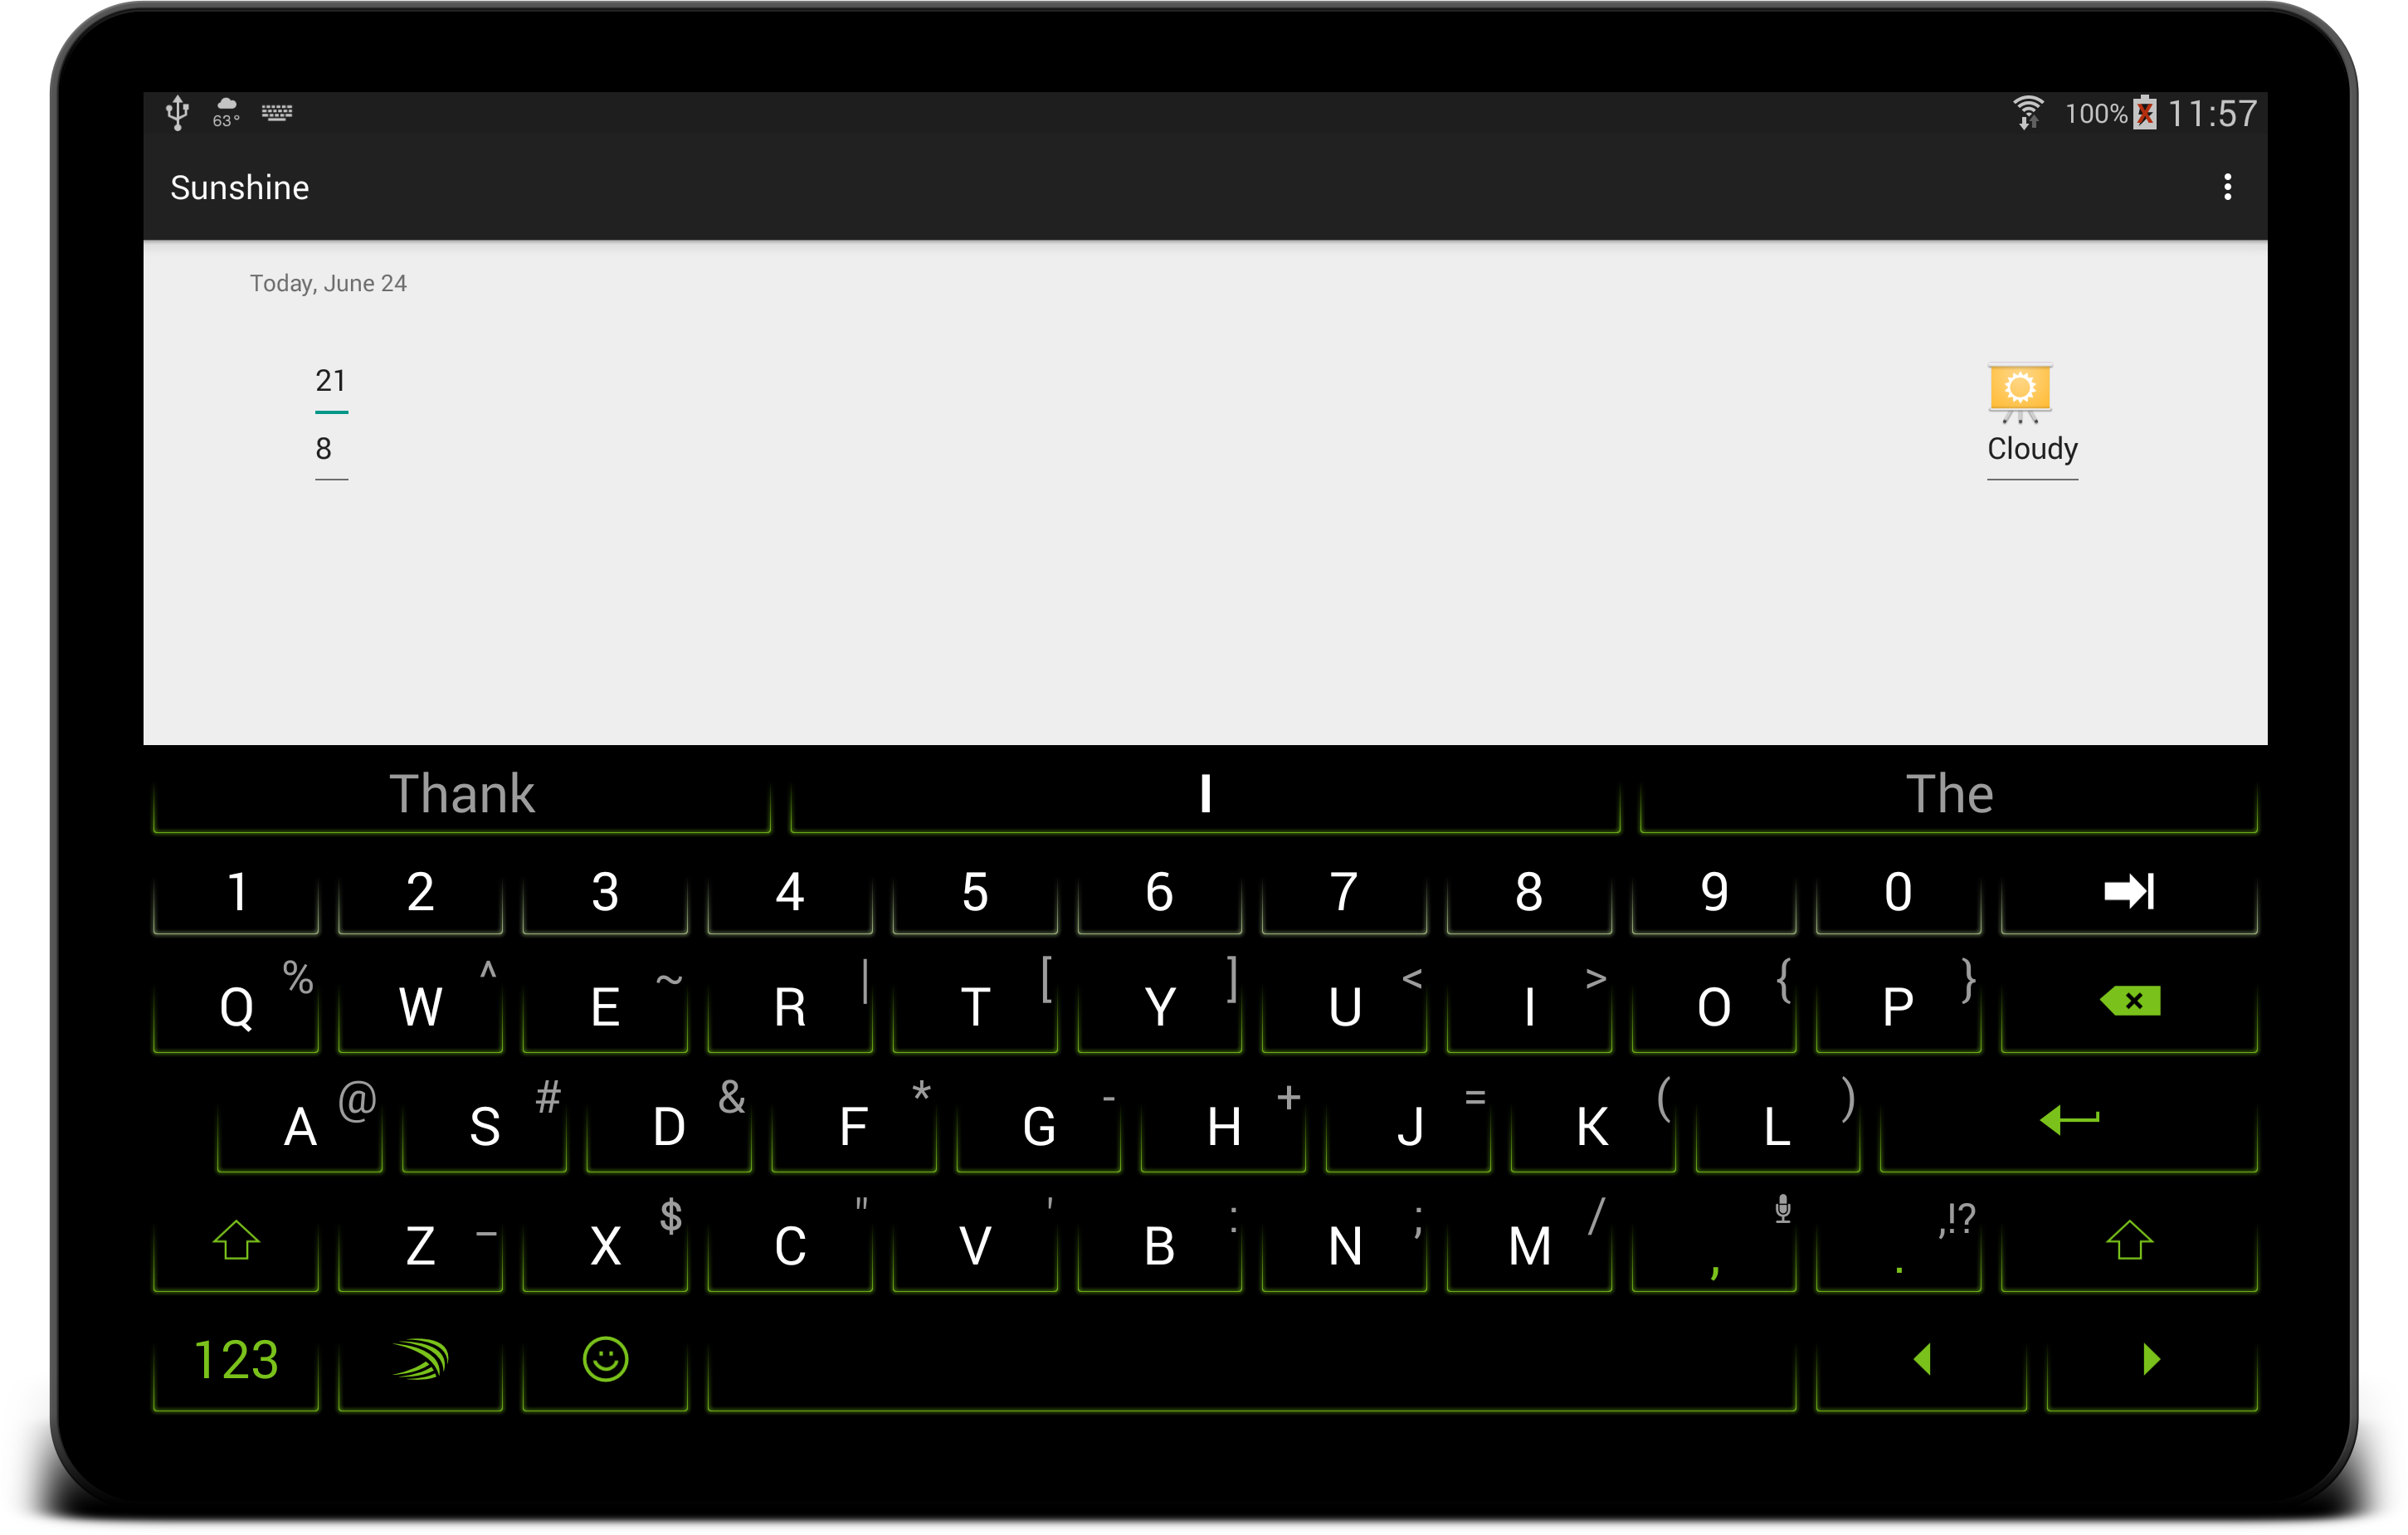 63° 100% 11:57
Sunshine
Today, June 24
21
8
Cloudy
Thank I The
1 2 3 4 5 6 7 8 9 0
% ^ ~ | [ ] < > { }
Q W E R T Y U I O P
@ # & * - + = ( )
A S D F G H J K L
_ $ " ' : ; / ,!?
Z X C V B N M , .
123